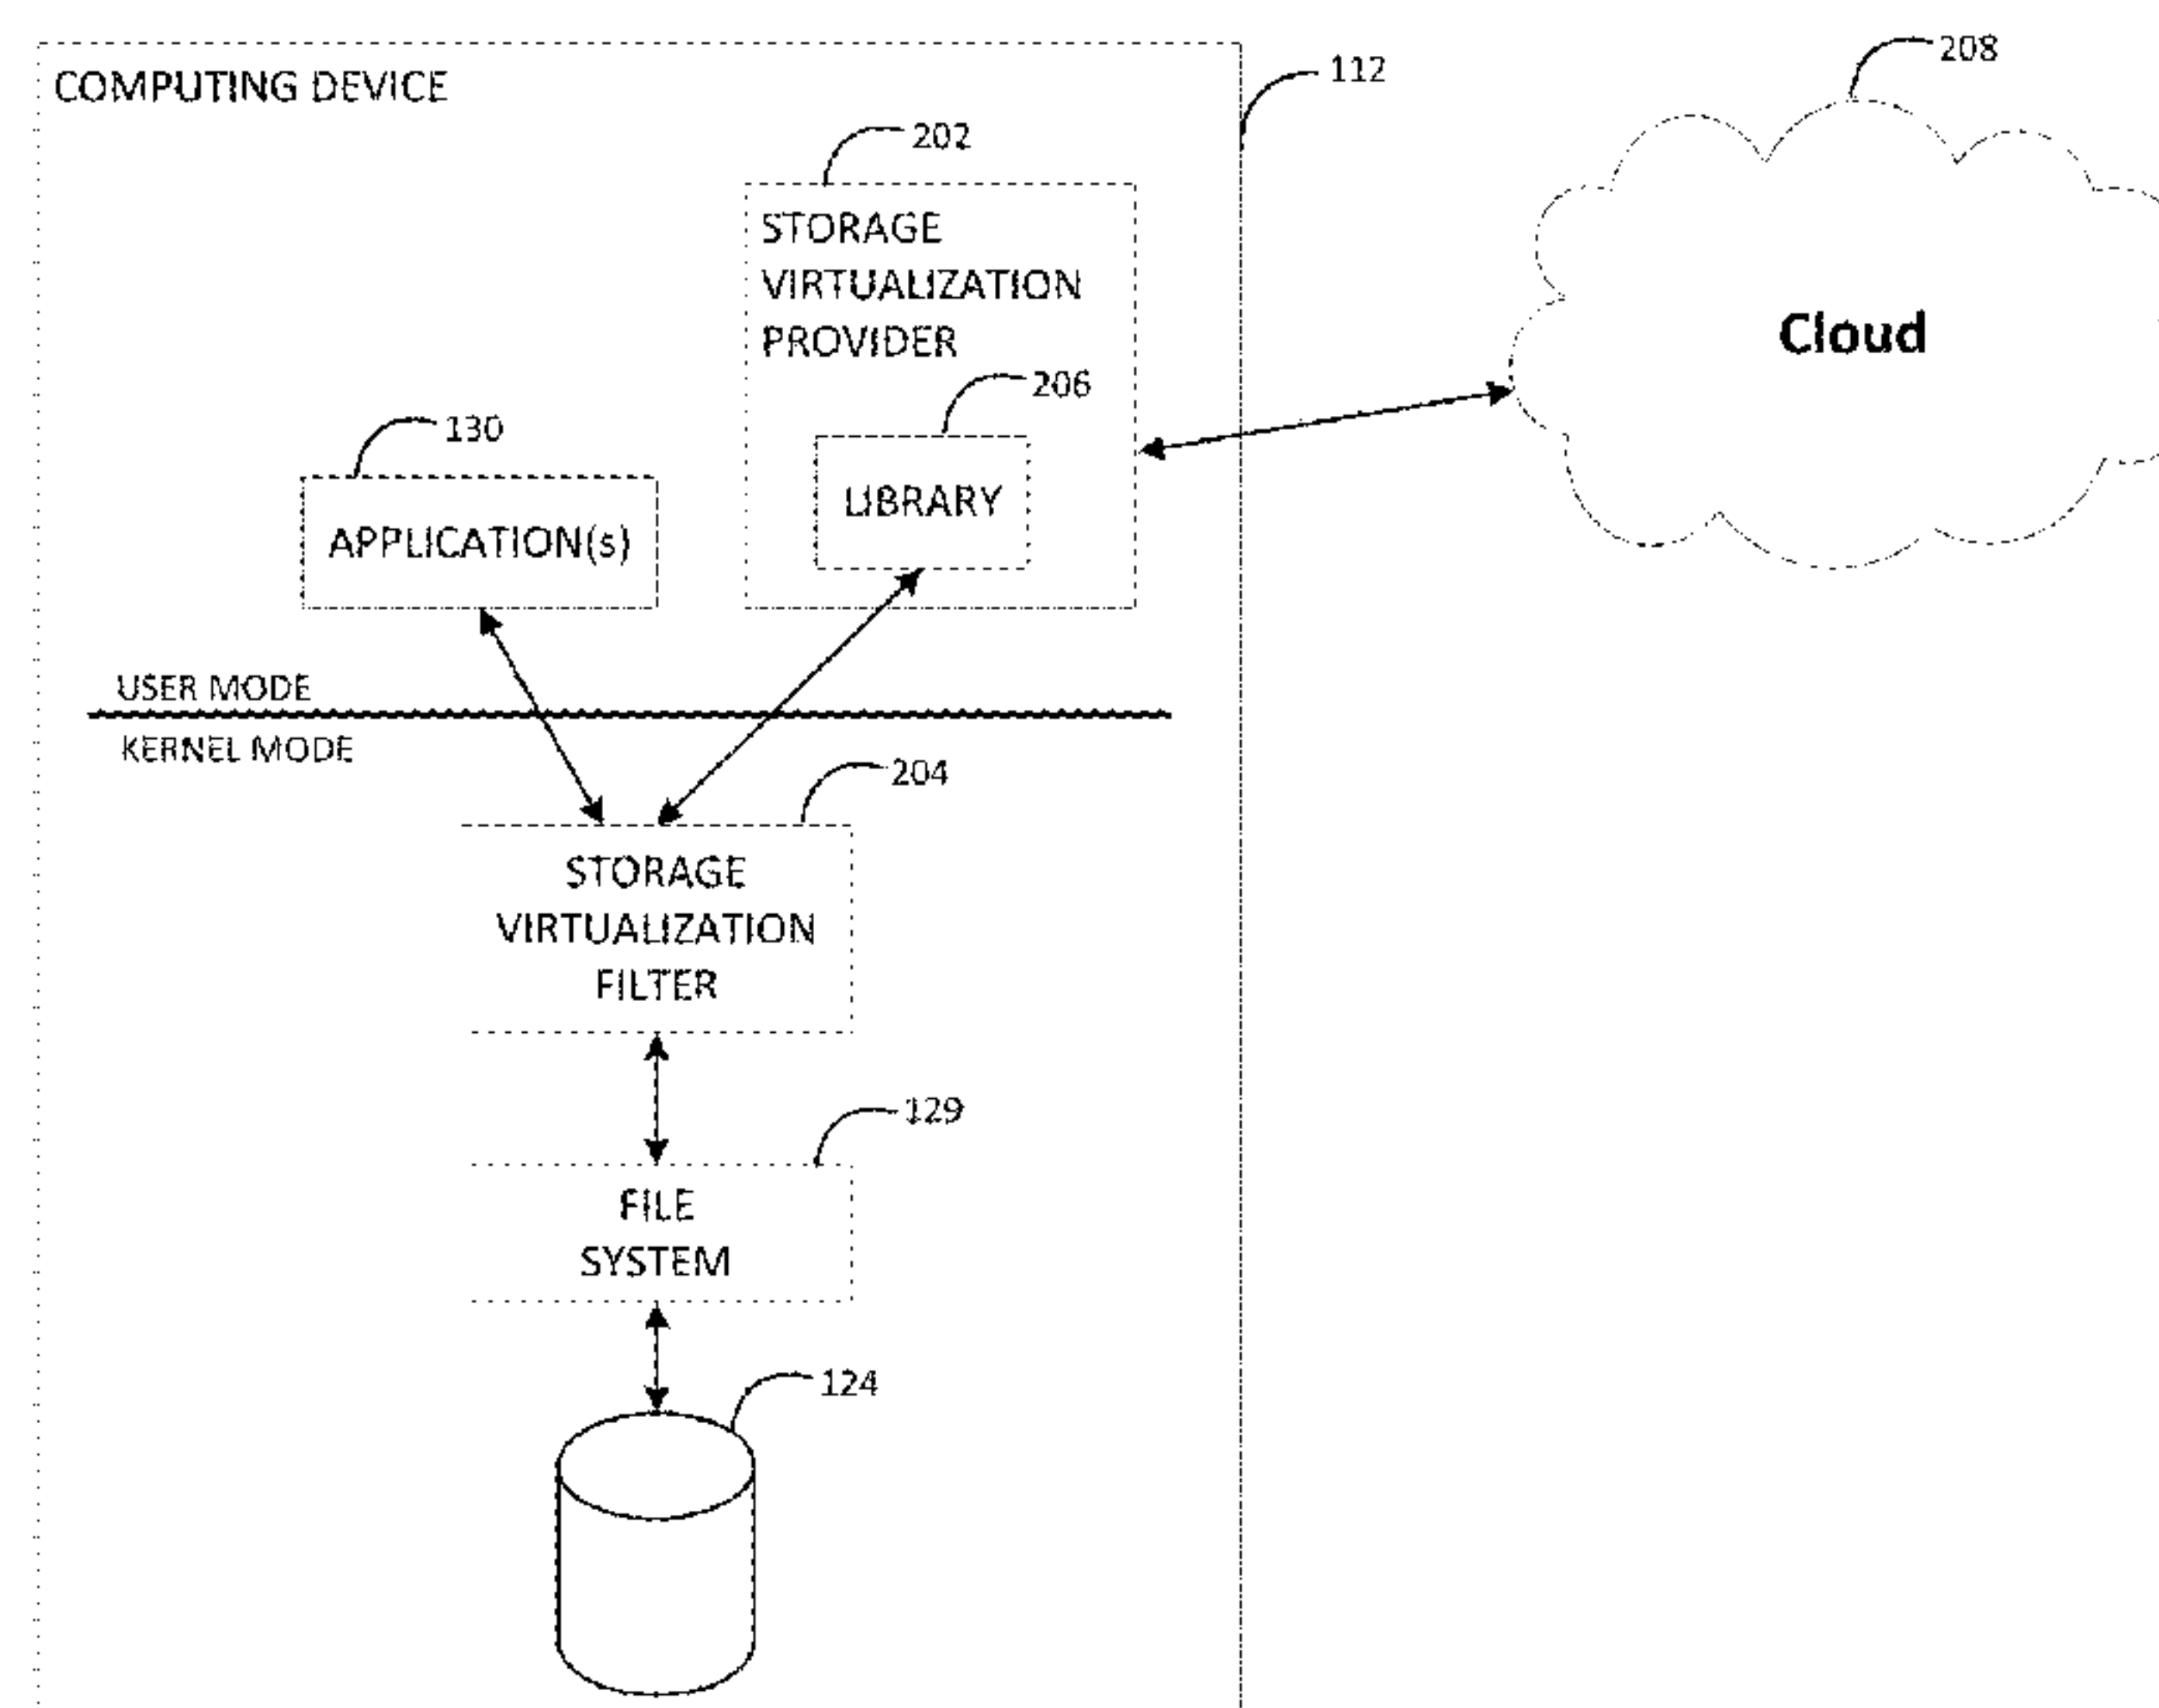 208
112
COMPUTING DEVICE
202
STORAGE
VIRTUALIZATION
PROVIDER
Cloud
206
130
LIBRARY
APPLICATION(s)
USER MODE
KERNEL MODE
204
STORAGE
VIRTUALIZATION
FILTER
129
FILE
SYSTEM
124